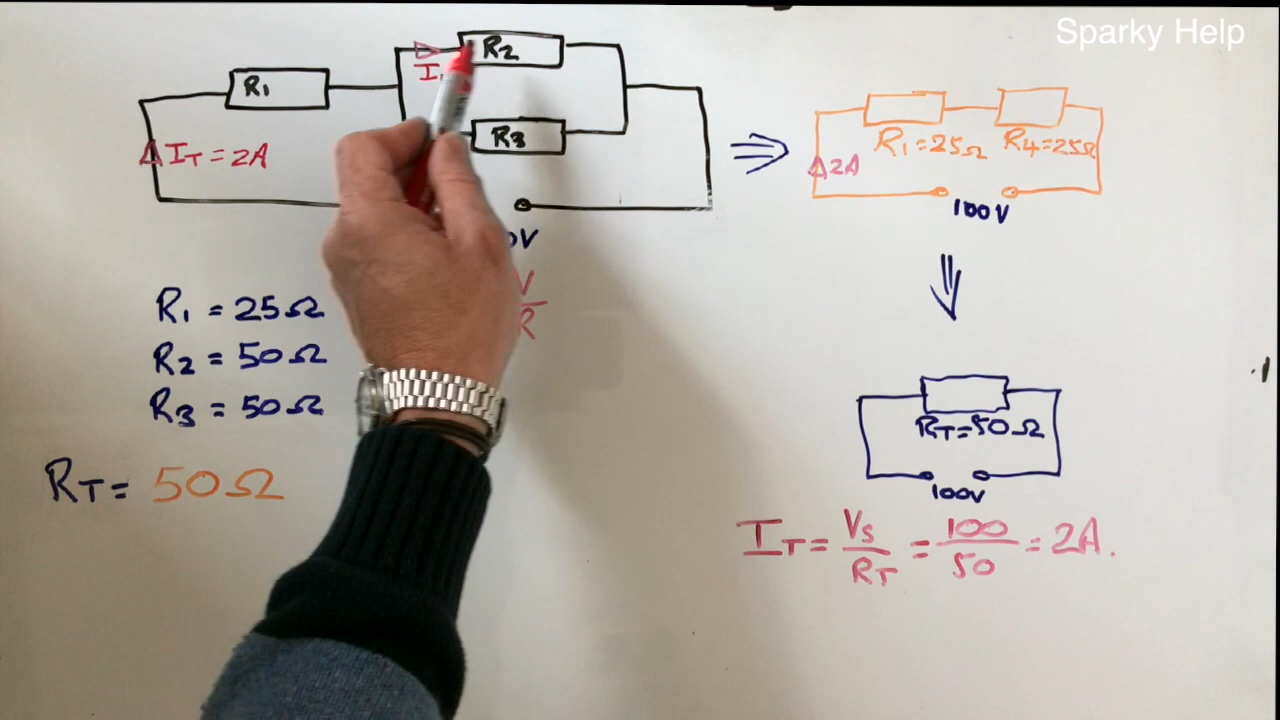 Sparky Help
R2
I1
R1
R3
IT = 2A
R1=25Ω R4=25Ω
2A
100V
V
V
R
R1 = 25Ω
R2 = 50Ω
R3 = 50Ω
RT = 50Ω
RT=50Ω
100V
IT = Vs/RT = 100/50 = 2A.